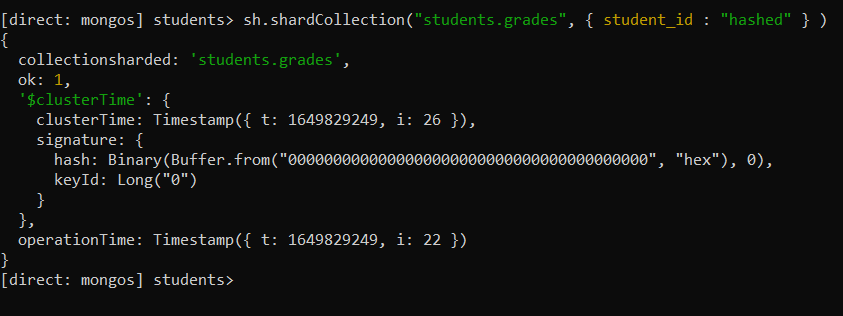 [direct: mongos] students> sh.shardCollection("students.grades", { student_id : "hashed" } )
{
  collectionsharded: 'students.grades',
  ok: 1,
  '$clusterTime': {
    clusterTime: Timestamp({ t: 1649829249, i: 26 }),
    signature: {
      hash: Binary(Buffer.from("0000000000000000000000000000000000000000", "hex"), 0),
      keyId: Long("0")
    }
  },
  operationTime: Timestamp({ t: 1649829249, i: 22 })
}
[direct: mongos] students>